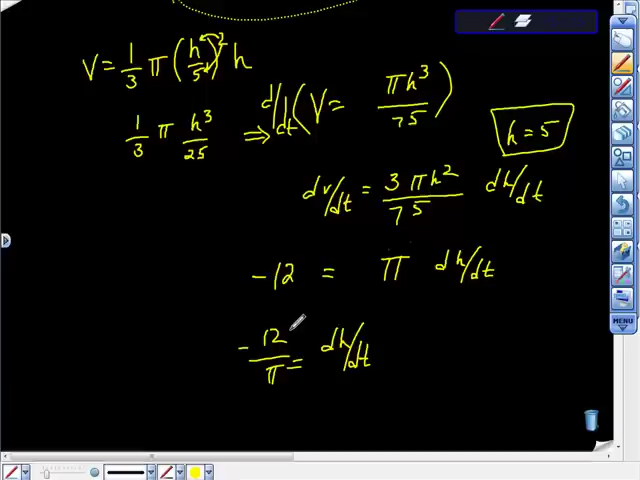 V = 1/3 π (h/5)² h
1/3 π h³/25 ⇒ d/dt (V = πh³/75)
h = 5
dv/dt = 3πh²/75 dh/dt
-12 = π dh/dt
-12/π = dh/dt
MENU